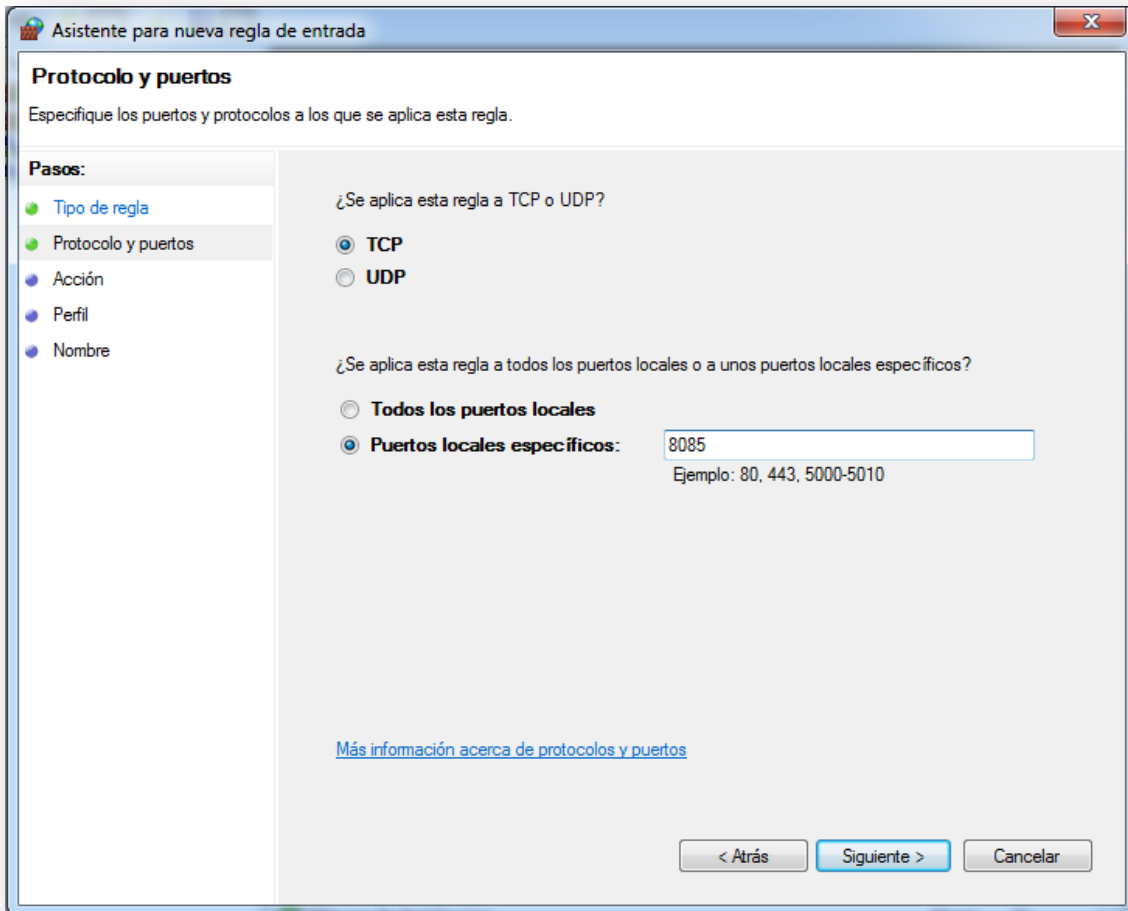 Asistente para nueva regla de entrada
Protocolo y puertos
Especifique los puertos y protocolos a los que se aplica esta regla.
Pasos:
Tipo de regla
Protocolo y puertos
Acción
Perfil
Nombre
¿Se aplica esta regla a TCP o UDP?
TCP
UDP
¿Se aplica esta regla a todos los puertos locales o a unos puertos locales específicos?
Todos los puertos locales
Puertos locales específicos: 8085
Ejemplo: 80, 443, 5000-5010
Más información acerca de protocolos y puertos
< Atrás Siguiente > Cancelar